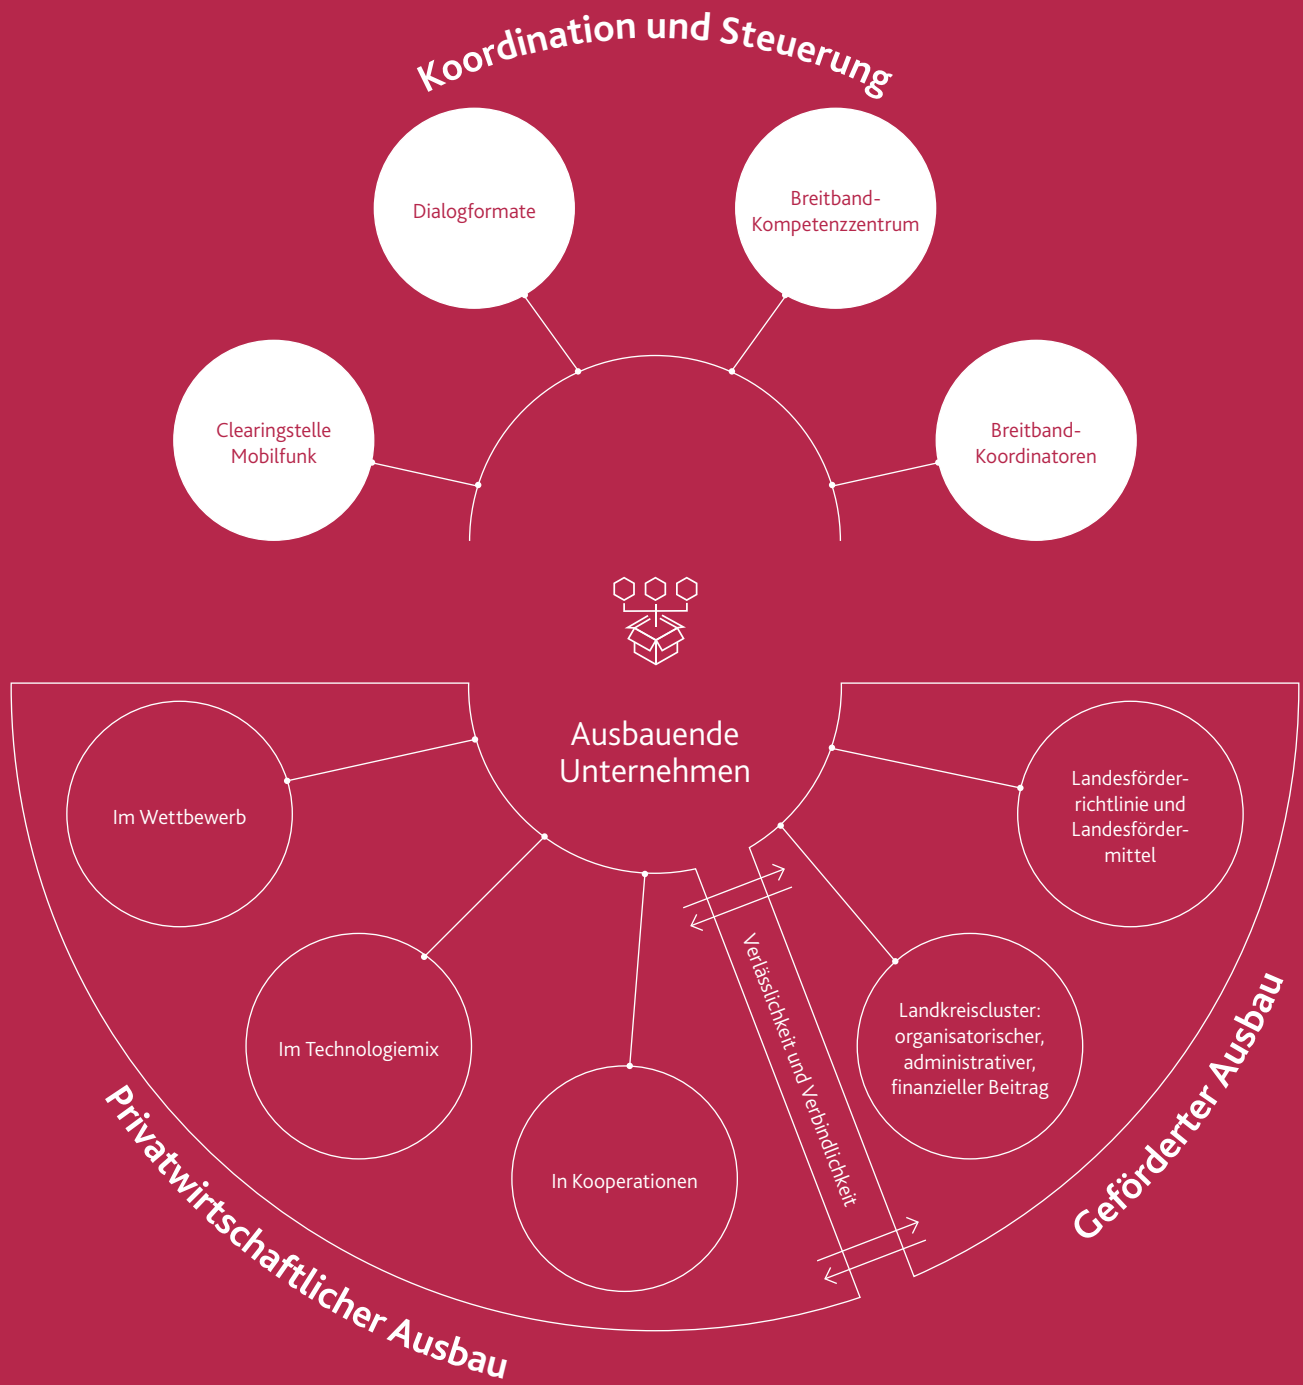 Koordination und Steuerung
Dialogformate
Breitband-
Kompetenzzentrum
Clearingstelle
Mobilfunk
Breitband-
Koordinatoren
Ausbauende
Unternehmen
Im Wettbewerb
Landesförder-
richtlinie und
Landesförder-
mittel
Im Technologiemix
Verlässlichkeit und Verbindlichkeit
Landkreiscluster:
organisatorischer,
administrativer,
finanzieller Beitrag
In Kooperationen
Privatwirtschaftlicher Ausbau
Geförderter Ausbau